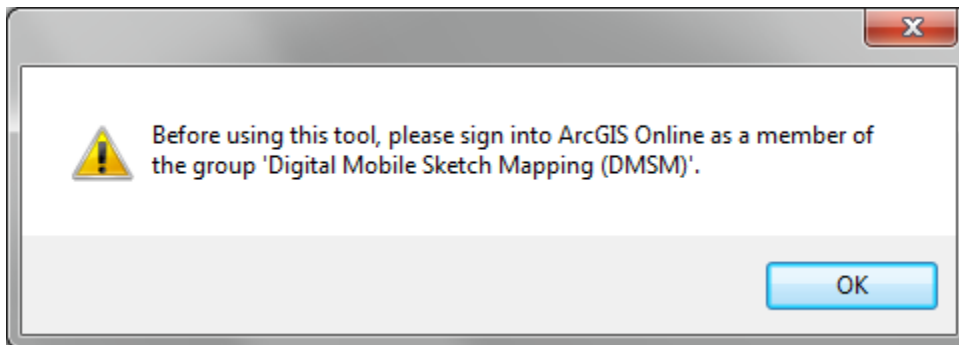 Before using this tool, please sign into ArcGIS Online as a member of
the group 'Digital Mobile Sketch Mapping (DMSM)'.
OK